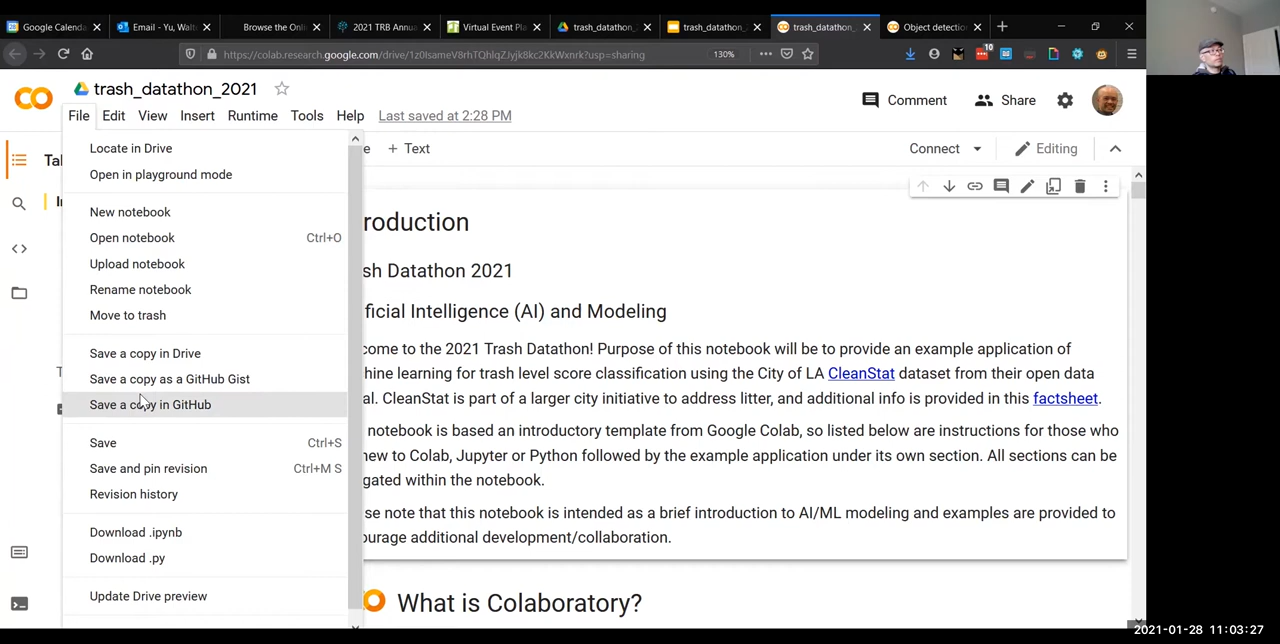 Google Calenda
Email - Yu, Walt
Browse the Onli
2021 TRB Annua
Virtual Event Pla
trash_datathon_
trash_datathon_
trash_datathon_
Object detection
https://colab.research.google.com/drive/1z0IsameV8rhTQhlqZJyjk8kc2KkWxnrk?usp=sharing
130%
10
CO
trash_datathon_2021
Comment
Share
File
Edit
View
Insert
Runtime
Tools
Help
Last saved at 2:28 PM
Tab
e
+ Text
Connect
Editing
Locate in Drive
Open in playground mode
New notebook
Open notebook
Ctrl+O
Upload notebook
Rename notebook
Move to trash
Save a copy in Drive
Save a copy as a GitHub Gist
Save a copy in GitHub
Save
Ctrl+S
Save and pin revision
Ctrl+M S
Revision history
Download .ipynb
Download .py
Update Drive preview
roduction
sh Datathon 2021
ficial Intelligence (AI) and Modeling
come to the 2021 Trash Datathon! Purpose of this notebook will be to provide an example application of
hine learning for trash level score classification using the City of LA CleanStat dataset from their open data
al. CleanStat is part of a larger city initiative to address litter, and additional info is provided in this factsheet.
notebook is based an introductory template from Google Colab, so listed below are instructions for those who
new to Colab, Jupyter or Python followed by the example application under its own section. All sections can be
gated within the notebook.
se note that this notebook is intended as a brief introduction to AI/ML modeling and examples are provided to
ourage additional development/collaboration.
What is Colaboratory?
2021-01-28 11:03:27